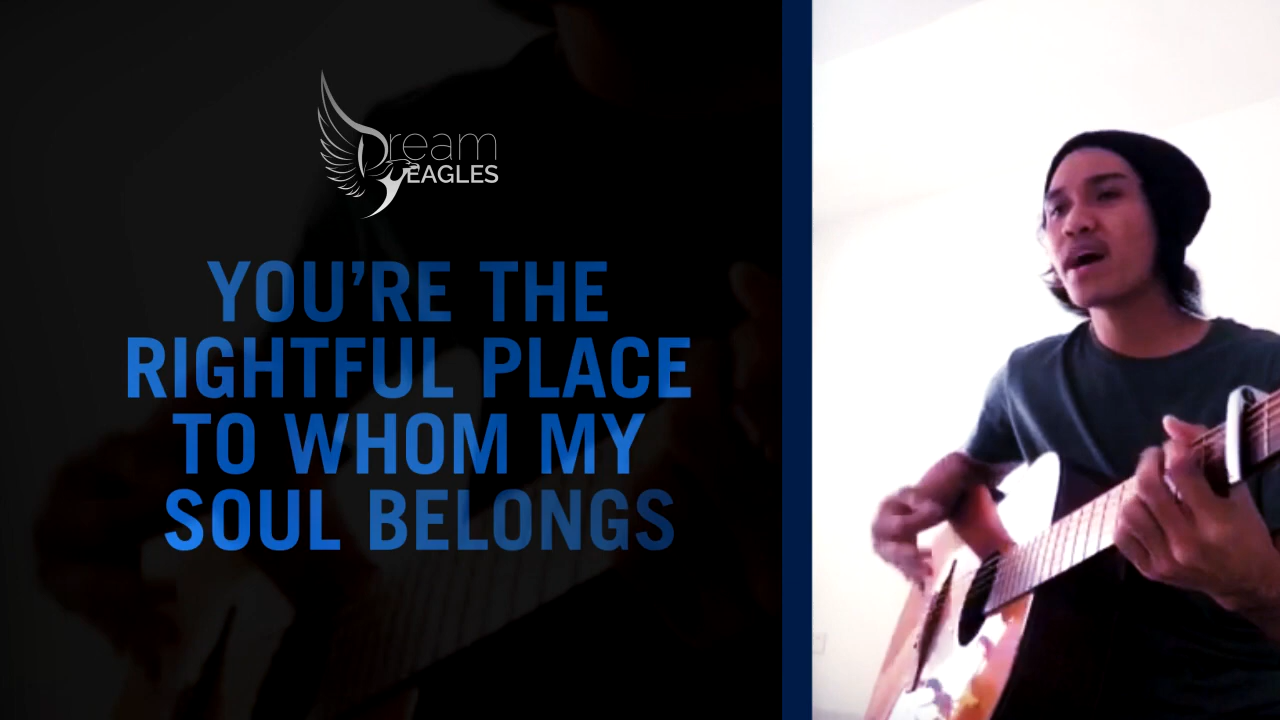 Dream
EAGLES
YOU'RE THE
RIGHTFUL PLACE
TO WHOM MY
SOUL BELONGS